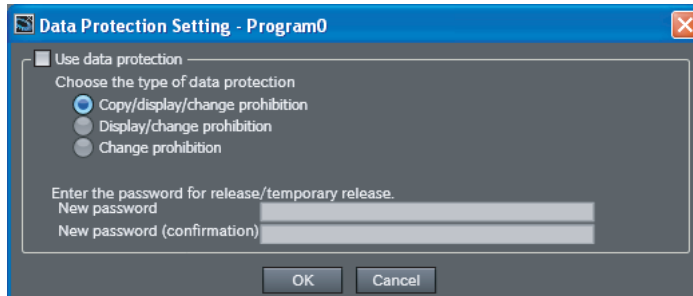 Data Protection Setting - Program0
Use data protection
Choose the type of data protection
Copy/display/change prohibition
Display/change prohibition
Change prohibition
Enter the password for release/temporary release.
New password
New password (confirmation)
OK Cancel